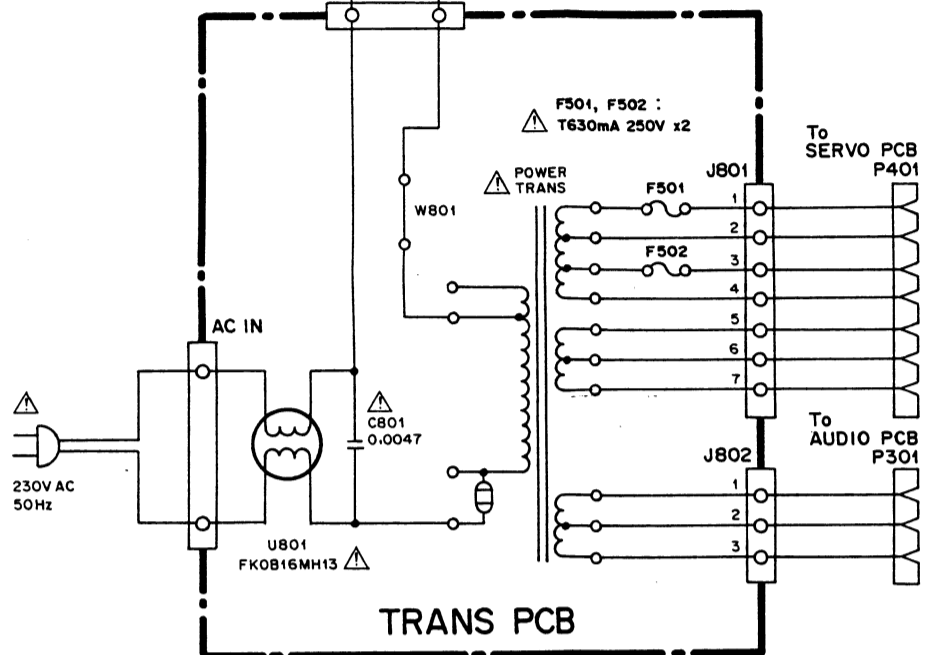 F501, F502 :
T630mA 250V x2
To
SERVO PCB
P401
J801
POWER
TRANS
F501
1
2
W801
F502
3
4
AC IN
5
6
7
C801
0.0047
To
AUDIO PCB
P301
J802
230V AC
50Hz
1
2
3
U801
FK0B16MH13
TRANS PCB